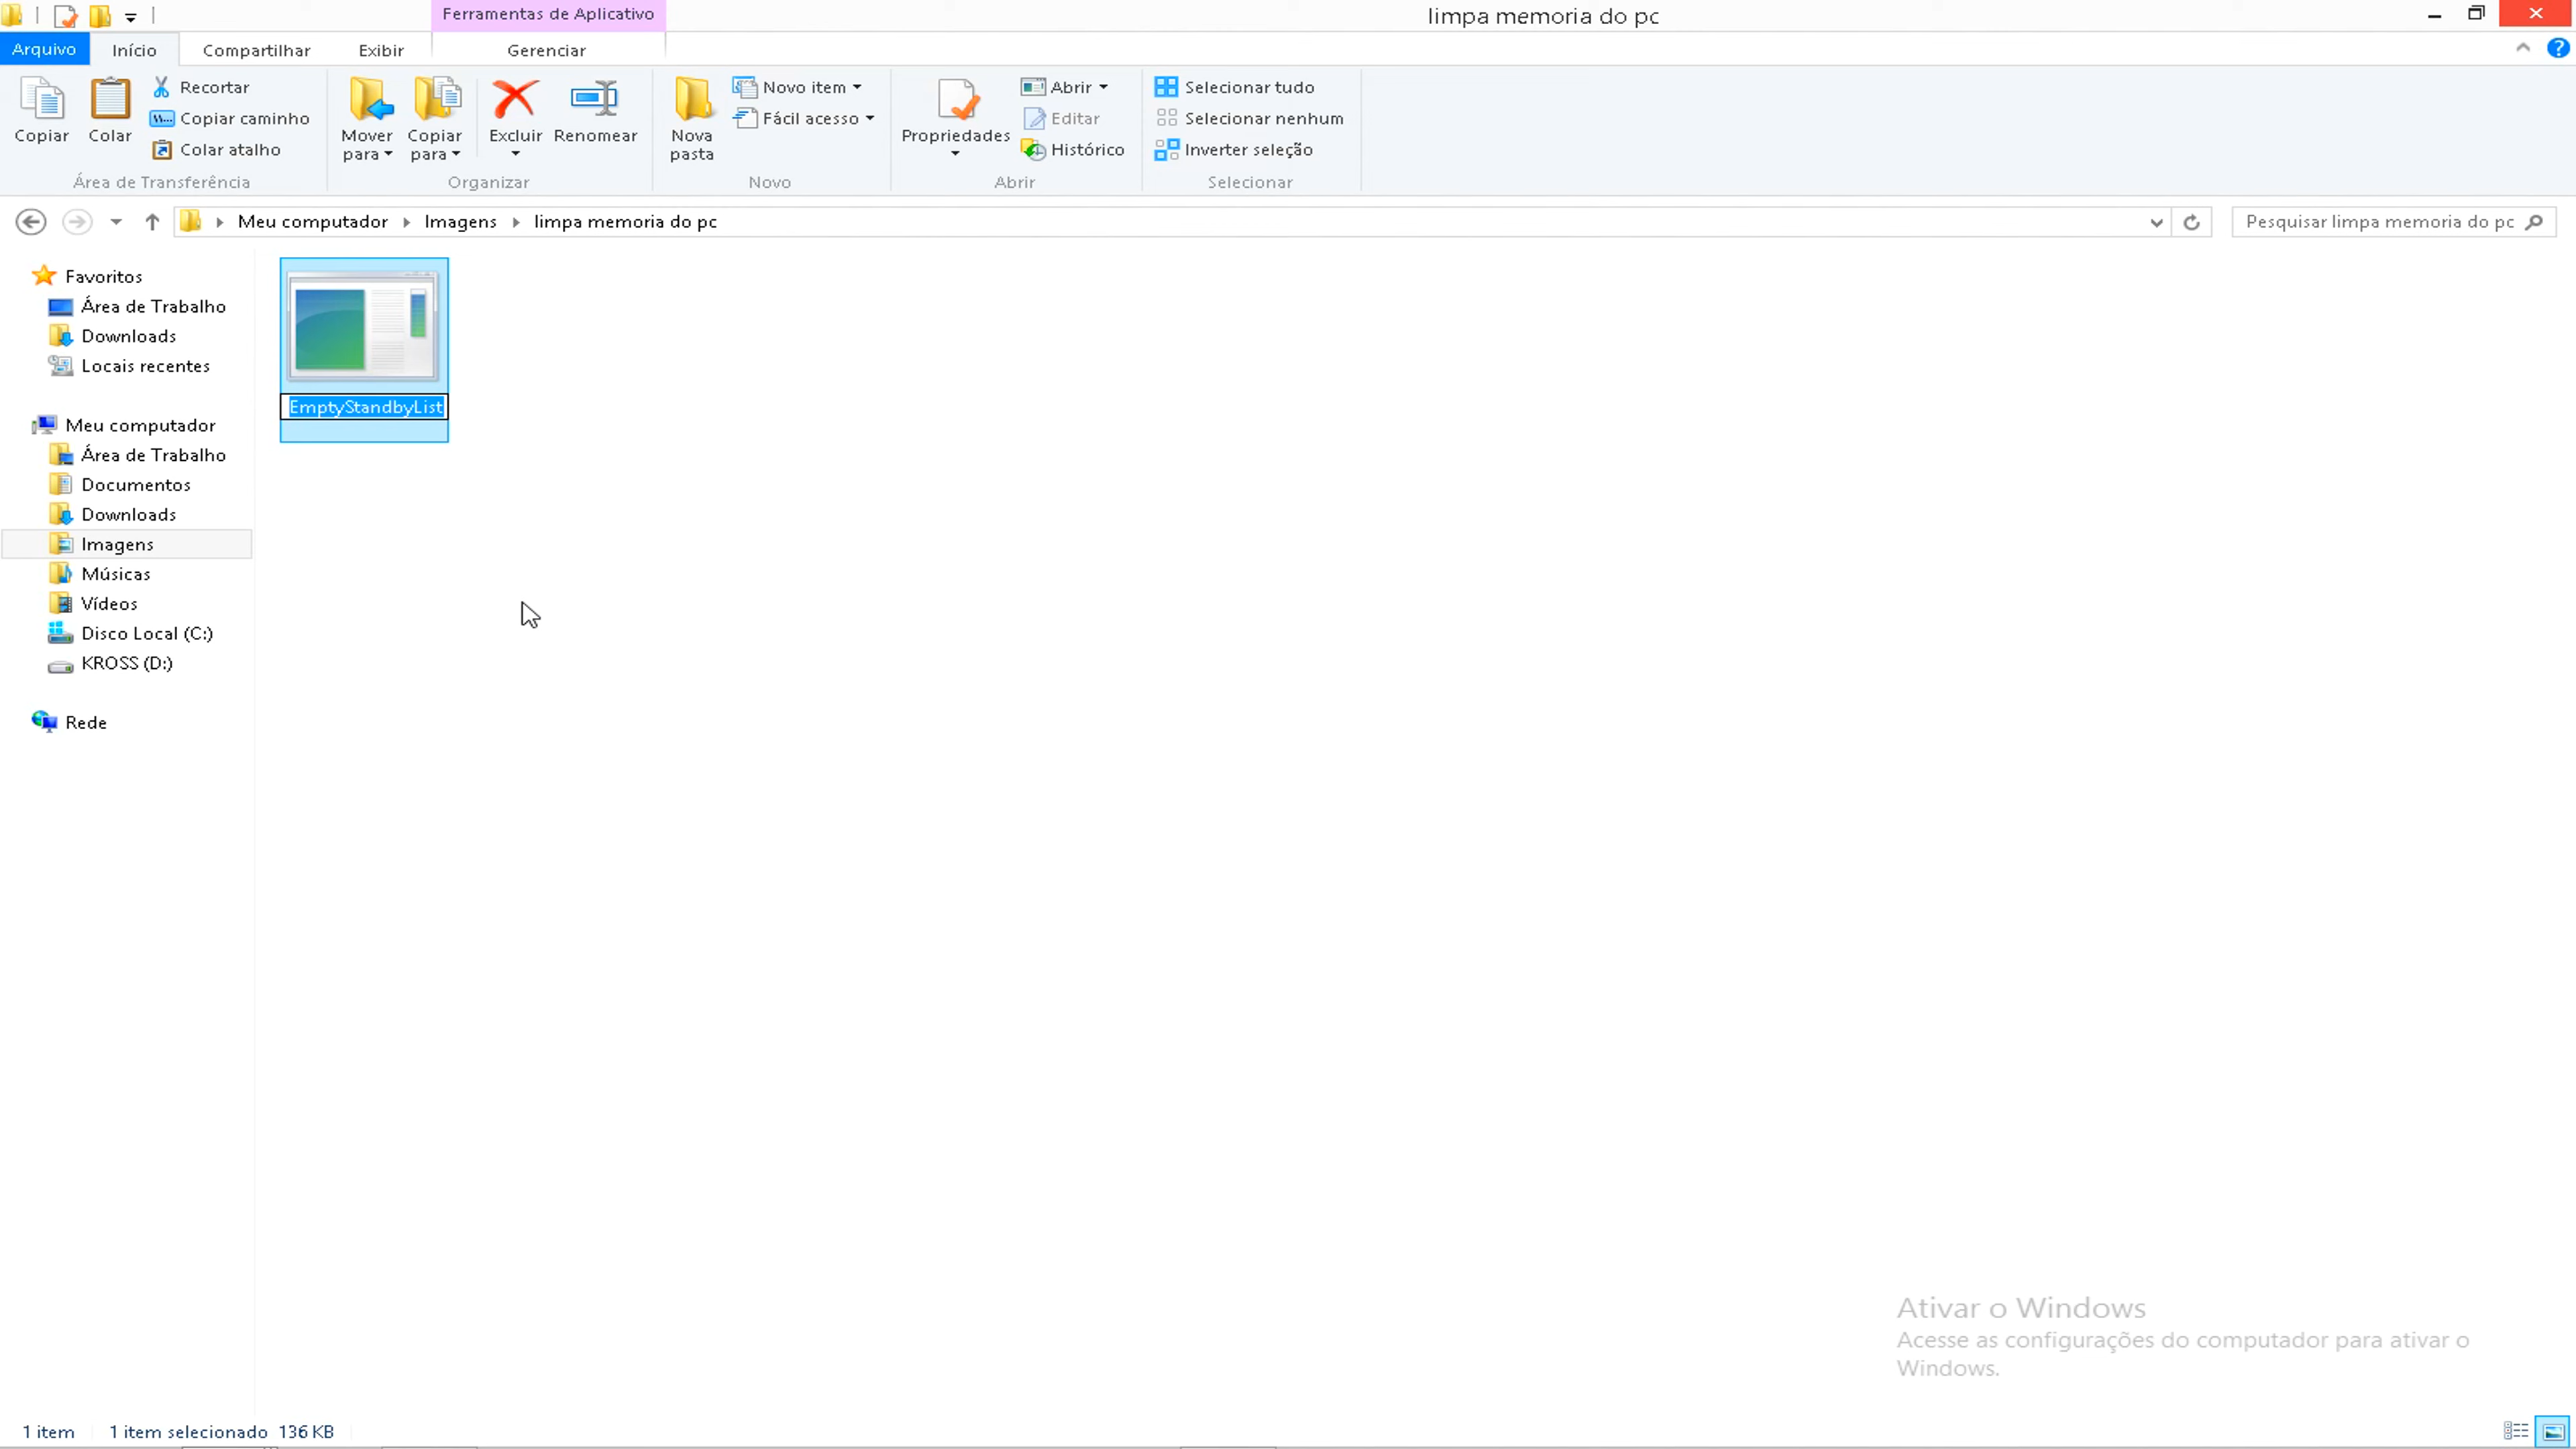 Ferramentas de Aplicativo
limpa memoria do pc
Arquivo
Início
Compartilhar
Exibir
Gerenciar
Copiar
Colar
Recortar
Copiar caminho
Colar atalho
Área de Transferência
Mover para
Copiar para
Excluir
Renomear
Organizar
Nova pasta
Novo item
Fácil acesso
Novo
Propriedades
Abrir
Editar
Histórico
Abrir
Selecionar tudo
Selecionar nenhum
Inverter seleção
Selecionar
Meu computador
Imagens
limpa memoria do pc
Pesquisar limpa memoria do pc
Favoritos
Área de Trabalho
Downloads
Locais recentes
Meu computador
Área de Trabalho
Documentos
Downloads
Imagens
Músicas
Vídeos
Disco Local (C:)
KROSS (D:)
Rede
EmptyStandbyList
Ativar o Windows
Acesse as configurações do computador para ativar o
Windows.
1 item
1 item selecionado 136 KB